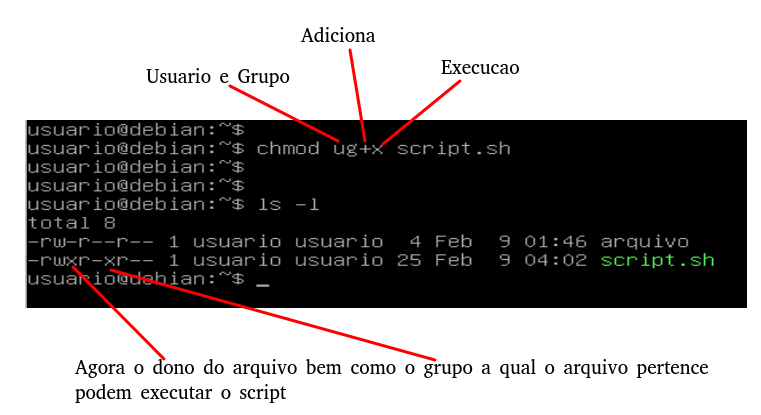 Adiciona
Usuario e Grupo
Execucao
usuario@debian:~$
usuario@debian:~$ chmod ug+x script.sh
usuario@debian:~$
usuario@debian:~$
usuario@debian:~$ ls -l
total 8
-rw-r--r-- 1 usuario usuario 4 Feb 9 01:46 arquivo
-rwxr-xr-- 1 usuario usuario 25 Feb 9 04:02 script.sh
usuario@debian:~$ _
Agora o dono do arquivo bem como o grupo a qual o arquivo pertence
podem executar o script